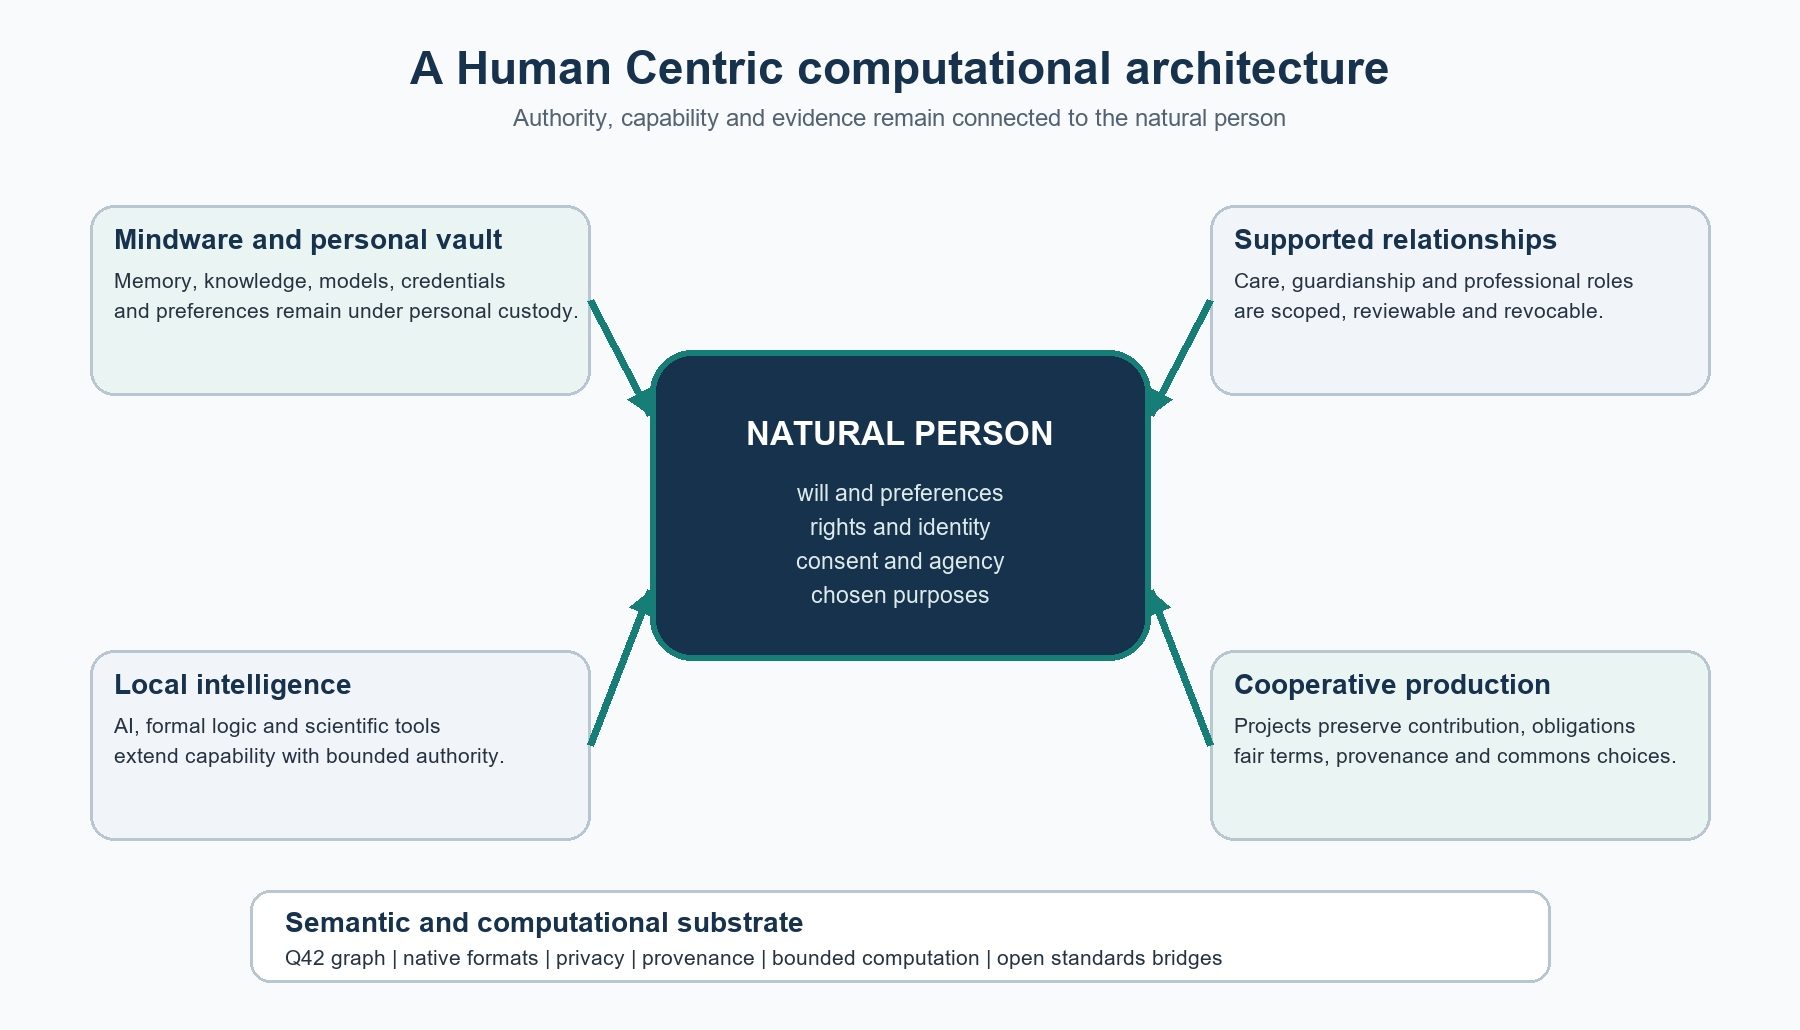 A Human Centric computational architecture
Authority, capability and evidence remain connected to the natural person
Mindware and personal vault
Memory, knowledge, models, credentials
and preferences remain under personal custody.
Supported relationships
Care, guardianship and professional roles
are scoped, reviewable and revocable.
NATURAL PERSON
will and preferences
rights and identity
consent and agency
chosen purposes
Local intelligence
AI, formal logic and scientific tools
extend capability with bounded authority.
Cooperative production
Projects preserve contribution, obligations
fair terms, provenance and commons choices.
Semantic and computational substrate
Q42 graph | native formats | privacy | provenance | bounded computation | open standards bridges